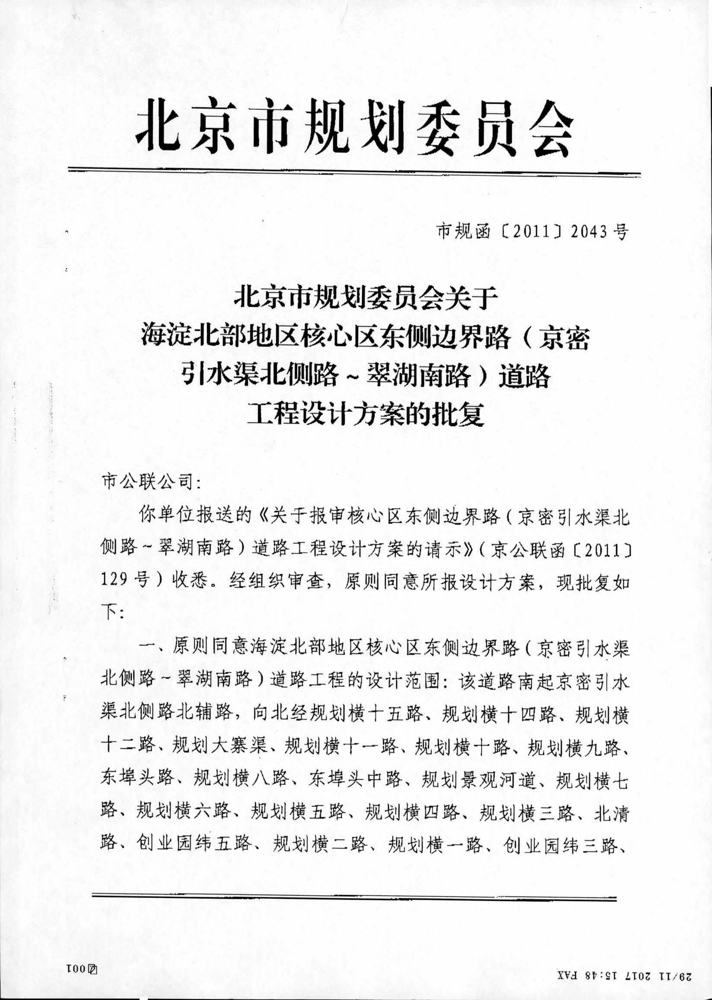 北京市规划委员会
市规函〔2011〕2043号
北京市规划委员会关于
海淀北部地区核心区东侧边界路（京密
引水渠北侧路～翠湖南路）道路
工程设计方案的批复
市公联公司：
你单位报送的《关于报审核心区东侧边界路（京密引水渠北
侧路～翠湖南路）道路工程设计方案的请示》（京公联函〔2011〕
129号）收悉。经组织审查，原则同意所报设计方案，现批复如
下：
一、原则同意海淀北部地区核心区东侧边界路（京密引水渠
北侧路～翠湖南路）道路工程的设计范围：该道路南起京密引水
渠北侧路北辅路，向北经规划横十五路、规划横十四路、规划横
十二路、规划大寨渠、规划横十一路、规划横十路、规划横九路、
东埠头路、规划横八路、东埠头中路、规划景观河道、规划横七
路、规划横六路、规划横五路、规划横四路、规划横三路、北清
路、创业园纬五路、规划横二路、规划横一路、创业园纬三路、
29/11 2017 15:48 FAX
001